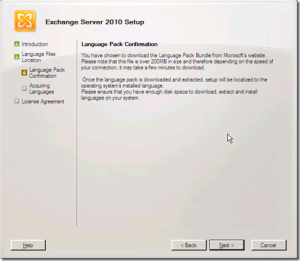 Exchange Server 2010 Setup
Introduction
Language Files
Location
Language Pack
Confirmation
Acquiring
Languages
License Agreement
Language Pack Confirmation
You have chosen to download the Language Pack Bundle from Microsoft's website.
Please note that this file is over 200MB in size and therefore depending on the speed of
your connection, it may take a few minutes to download.
Once the language pack is downloaded and extracted, setup will be localized to the
operating system's installed language.
Please ensure that you have enough disk space to download, extract and install
languages on your system.
Help
< Back
Next >
Cancel